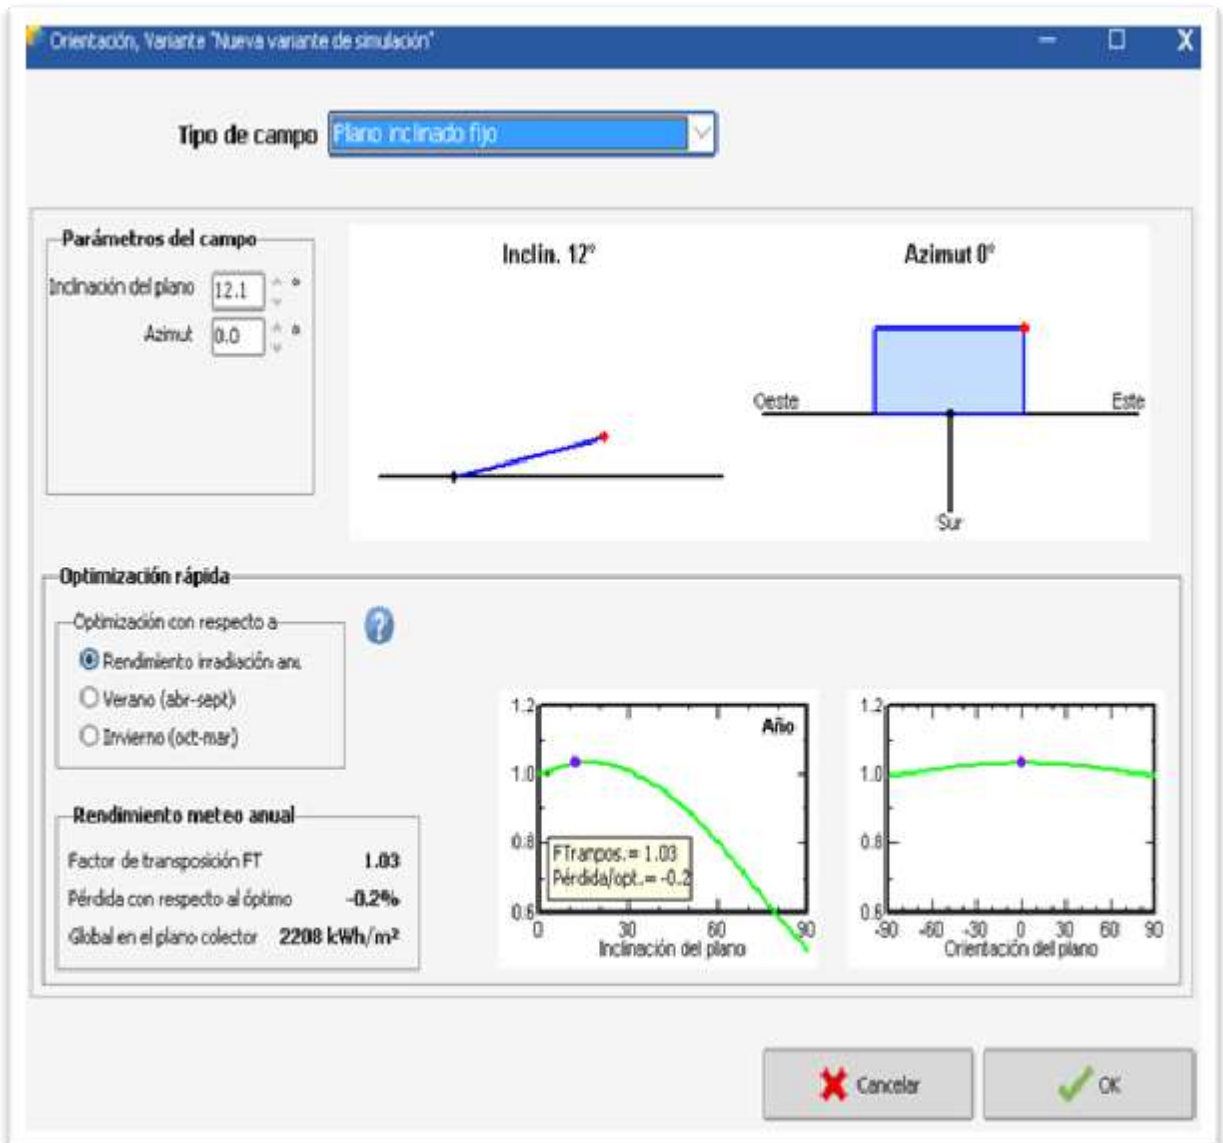 Orientación, Variante "Nueva variante de simulación"
Tipo de campo Plano inclinado fijo
Parámetros del campo
Inclinación del plano 12.1 °
Azimut 0.0 °
Inclin. 12°
Azimut 0°
Oeste
Este
Sur
Optimización rápida
Optimización con respecto a
Rendimiento irradiación anu
Verano (abr-sept)
Invierno (oct-mar)
?
Rendimiento meteo anual
Factor de transposición FT 1.03
Pérdida con respecto al óptimo -0.2%
Global en el plano colector 2208 kWh/m²
1.2
1.0
0.8
0.6
Año
FTranpos.= 1.03
Pérdida/opt.= -0.2
0 30 60 90
Inclinación del plano
1.2
1.0
0.8
0.6
-90 -60 -30 0 30 60 90
Orientación del plano
Cancelar
OK